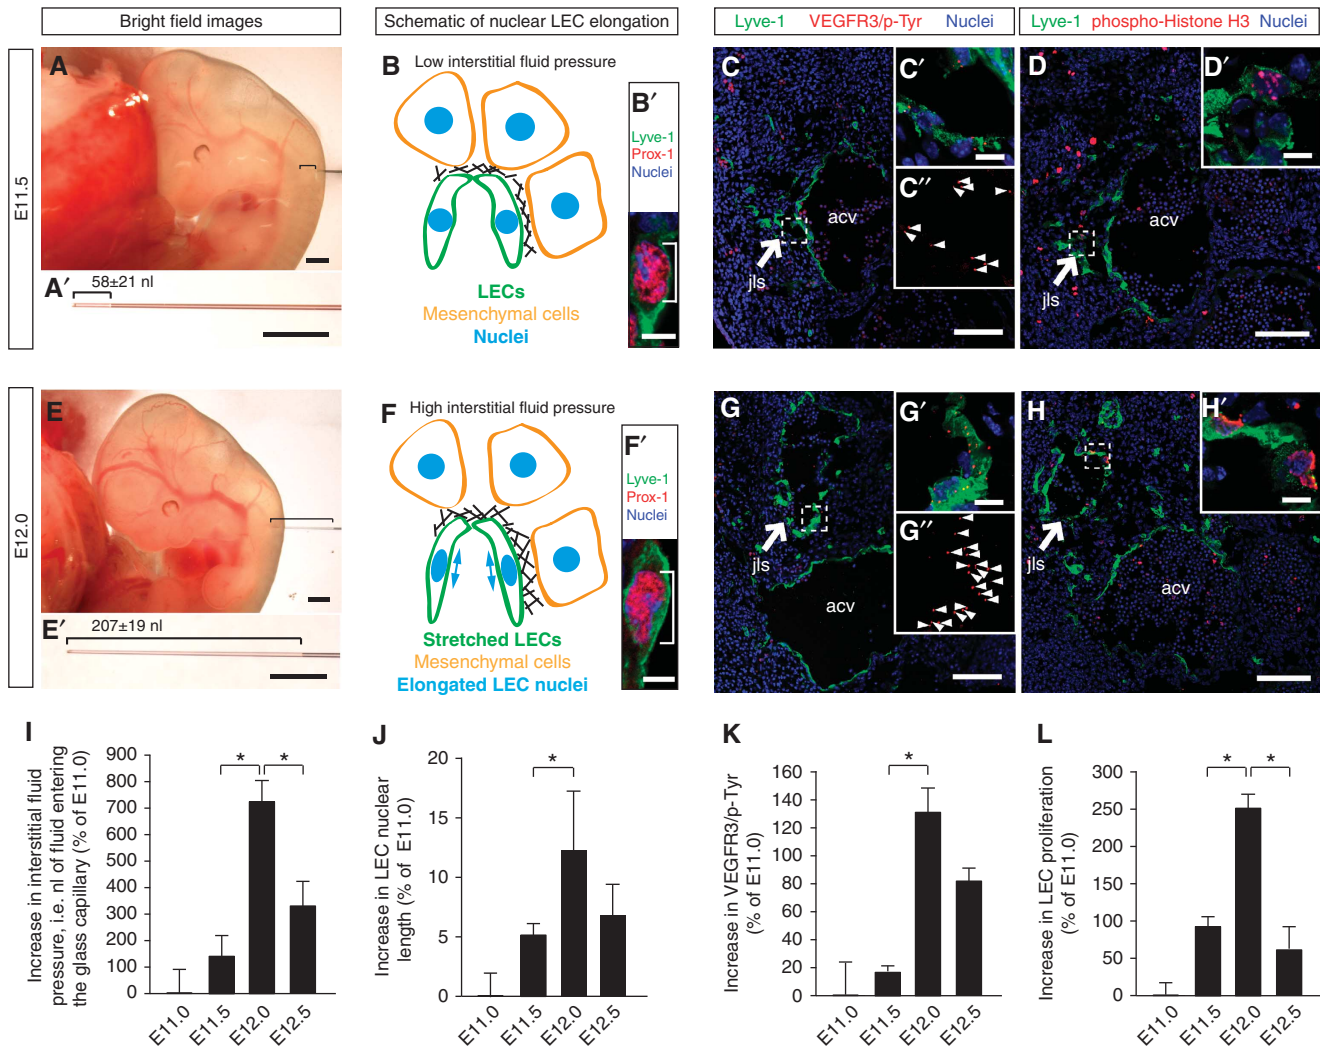 Bright field images
Schematic of nuclear LEC elongation
Lyve-1 VEGFR3/p-Tyr Nuclei
Lyve-1 phospho-Histone H3 Nuclei
E11.5
A
A′
58±21 nl
B Low interstitial fluid pressure
B′
Lyve-1
Prox-1
Nuclei
LECs
Mesenchymal cells
Nuclei
C
C′
C′′
acv
jls
D
D′
acv
jls
E12.0
E
E′
207±19 nl
F High interstitial fluid pressure
F′
Lyve-1
Prox-1
Nuclei
Stretched LECs
Mesenchymal cells
Elongated LEC nuclei
G
G′
G′′
jls
acv
H
H′
jls
acv
I
Increase in interstitial fluid
pressure, i.e. nl of fluid entering
the glass capillary (% of E11.0)
900
800
700
600
500
400
300
200
100
0
* *
E11.0 E11.5 E12.0 E12.5
J
Increase in LEC nuclear
length (% of E11.0)
20
15
10
5
0
*
E11.0 E11.5 E12.0 E12.5
K
Increase in VEGFR3/p-Tyr
(% of E11.0)
160
140
120
100
80
60
40
20
0
*
E11.0 E11.5 E12.0 E12.5
L
Increase in LEC proliferation
(% of E11.0)
300
250
200
150
100
50
0
* *
E11.0 E11.5 E12.0 E12.5